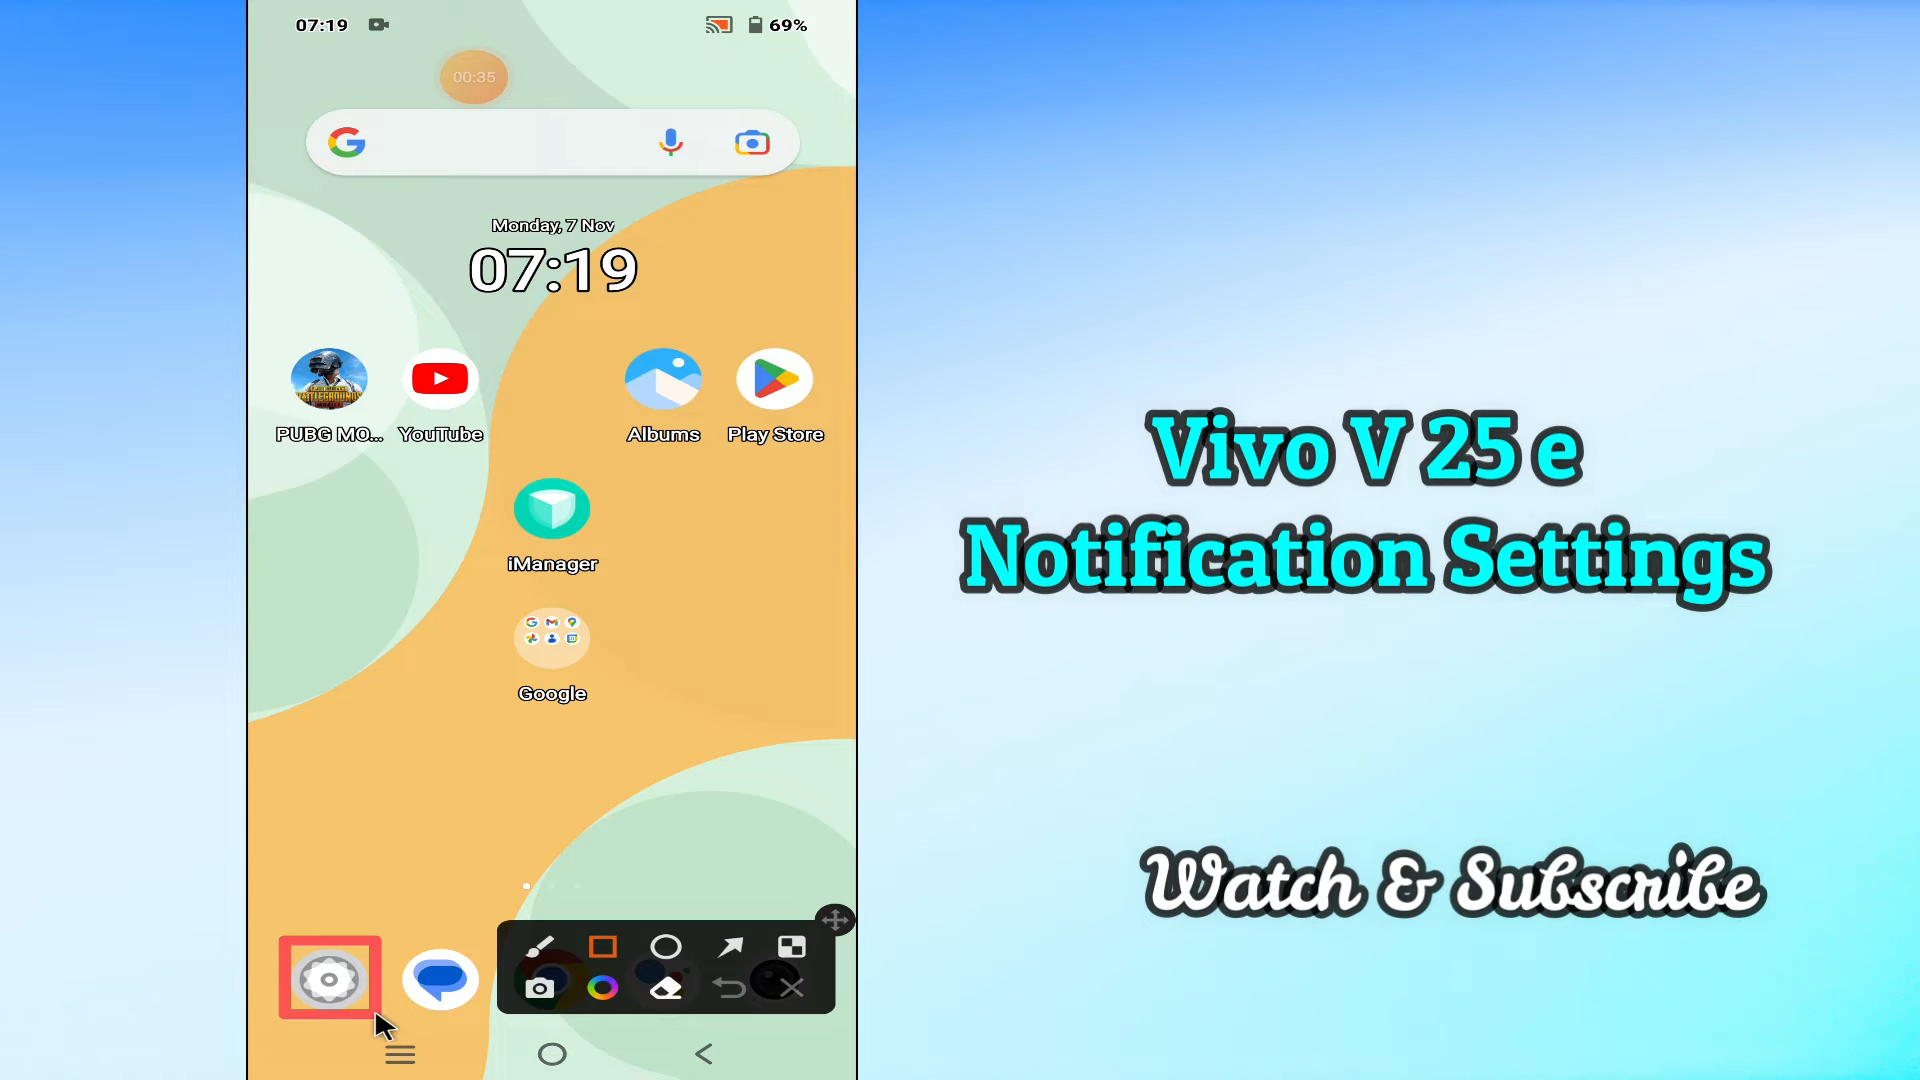 07:19
69%
00:35
Monday, 7 Nov
07:19
PUBG MO...
YouTube
Albums
Play Store
iManager
Google
Vivo V 25 e
Notification Settings
Watch & Subscribe